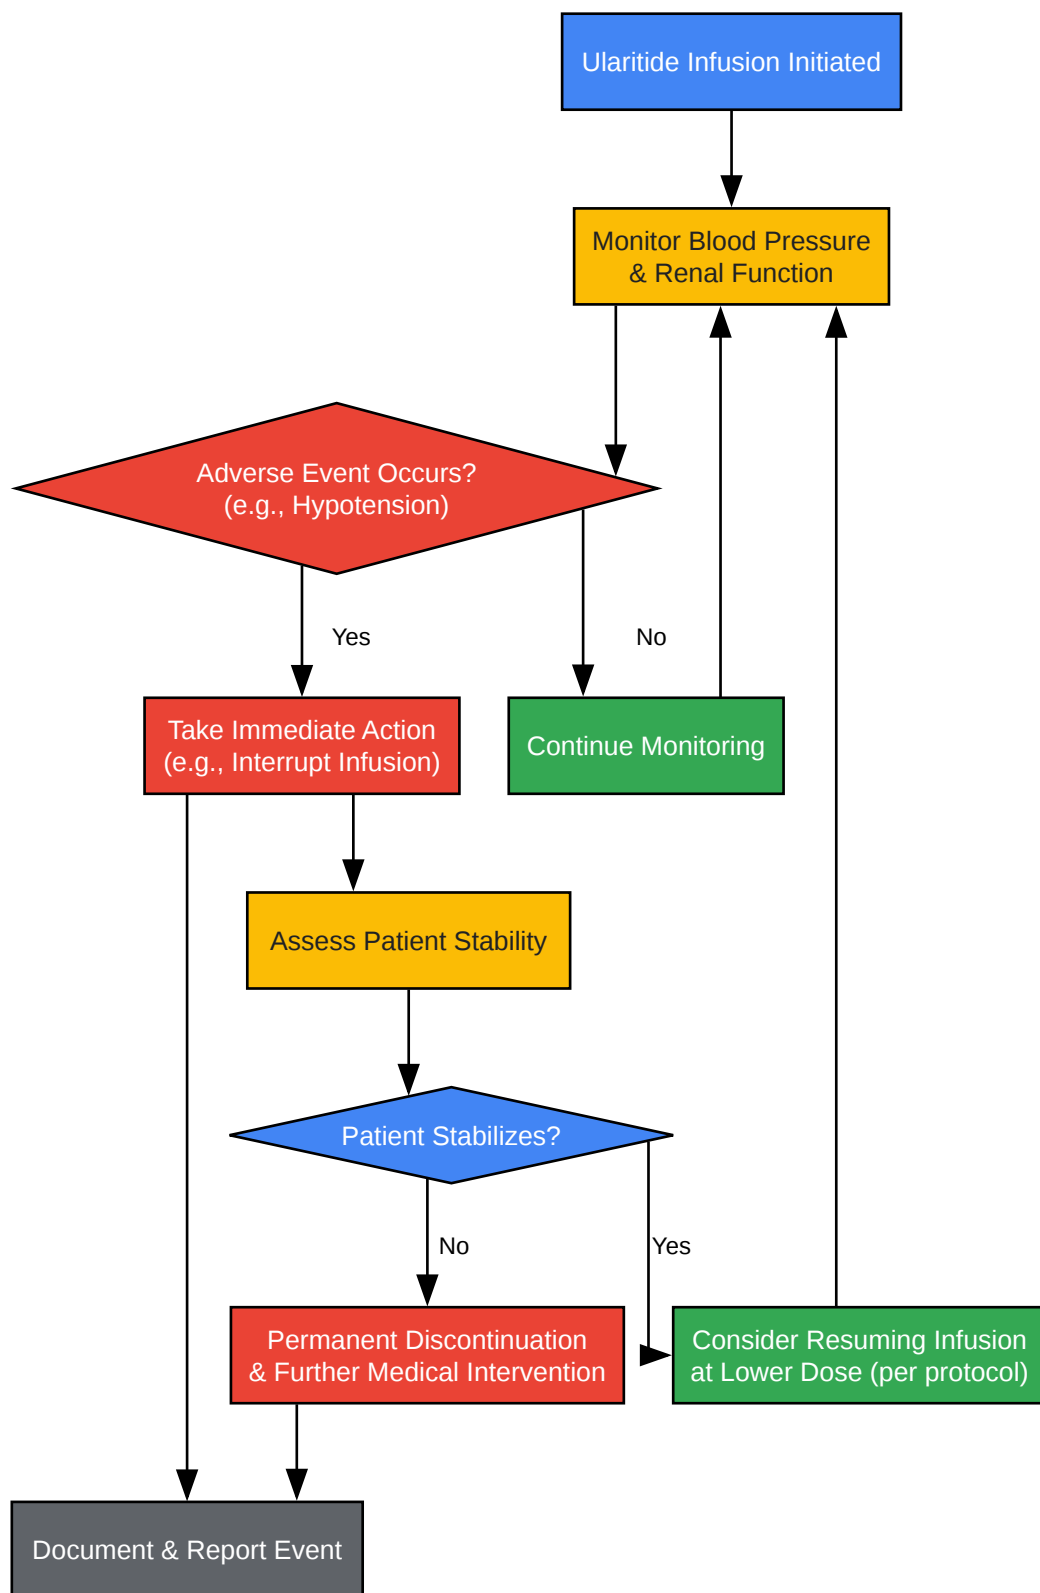 Ularitide Infusion Initiated
Monitor Blood Pressure
& Renal Function
Adverse Event Occurs?
(e.g., Hypotension)
Yes
No
Take Immediate Action
(e.g., Interrupt Infusion)
Continue Monitoring
Assess Patient Stability
Patient Stabilizes?
No
Yes
Permanent Discontinuation
& Further Medical Intervention
Consider Resuming Infusion
at Lower Dose (per protocol)
Document & Report Event